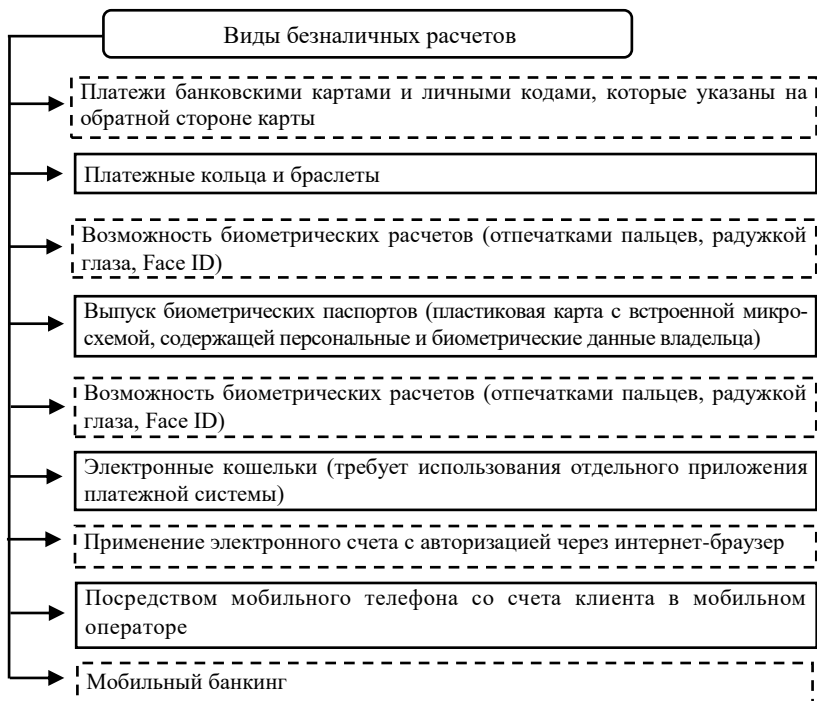 Виды безналичных расчетов
Платежи банковскими картами и личными кодами, которые указаны на
обратной стороне карты
Платежные кольца и браслеты
Возможность биометрических расчетов (отпечатками пальцев, радужкой
глаза, Face ID)
Выпуск биометрических паспортов (пластиковая карта с встроенной микро-
схемой, содержащей персональные и биометрические данные владельца)
Возможность биометрических расчетов (отпечатками пальцев, радужкой
глаза, Face ID)
Электронные кошельки (требует использования отдельного приложения
платежной системы)
Применение электронного счета с авторизацией через интернет-браузер
Посредством мобильного телефона со счета клиента в мобильном
операторе
Мобильный банкинг